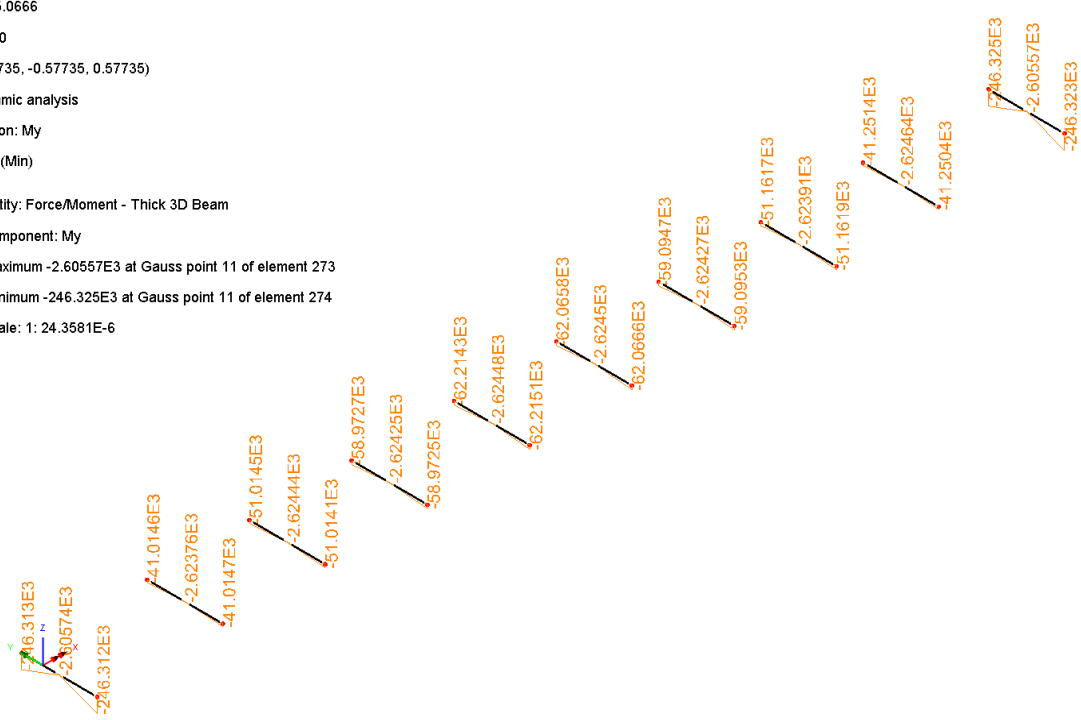 5.0666
0
735, -0.57735, 0.57735)
mic analysis
on: My
(Min)
tity: Force/Moment - Thick 3D Beam
mponent: My
aximum -2.60557E3 at Gauss point 11 of element 273
nimum -246.325E3 at Gauss point 11 of element 274
ale: 1: 24.3581E-6
-246.313E3
-2.60574E3
-246.312E3
Z
Y
X
-41.0146E3
-2.62376E3
-41.0147E3
-51.0145E3
-2.62444E3
-51.0141E3
-58.9727E3
-2.62425E3
-58.9725E3
-62.2143E3
-2.62448E3
-62.2151E3
-62.0658E3
-2.6245E3
-62.0666E3
-59.0947E3
-2.62427E3
-59.0953E3
-51.1617E3
-2.62391E3
-51.1619E3
-41.2514E3
-2.62464E3
-41.2504E3
-246.325E3
-2.60557E3
-246.323E3